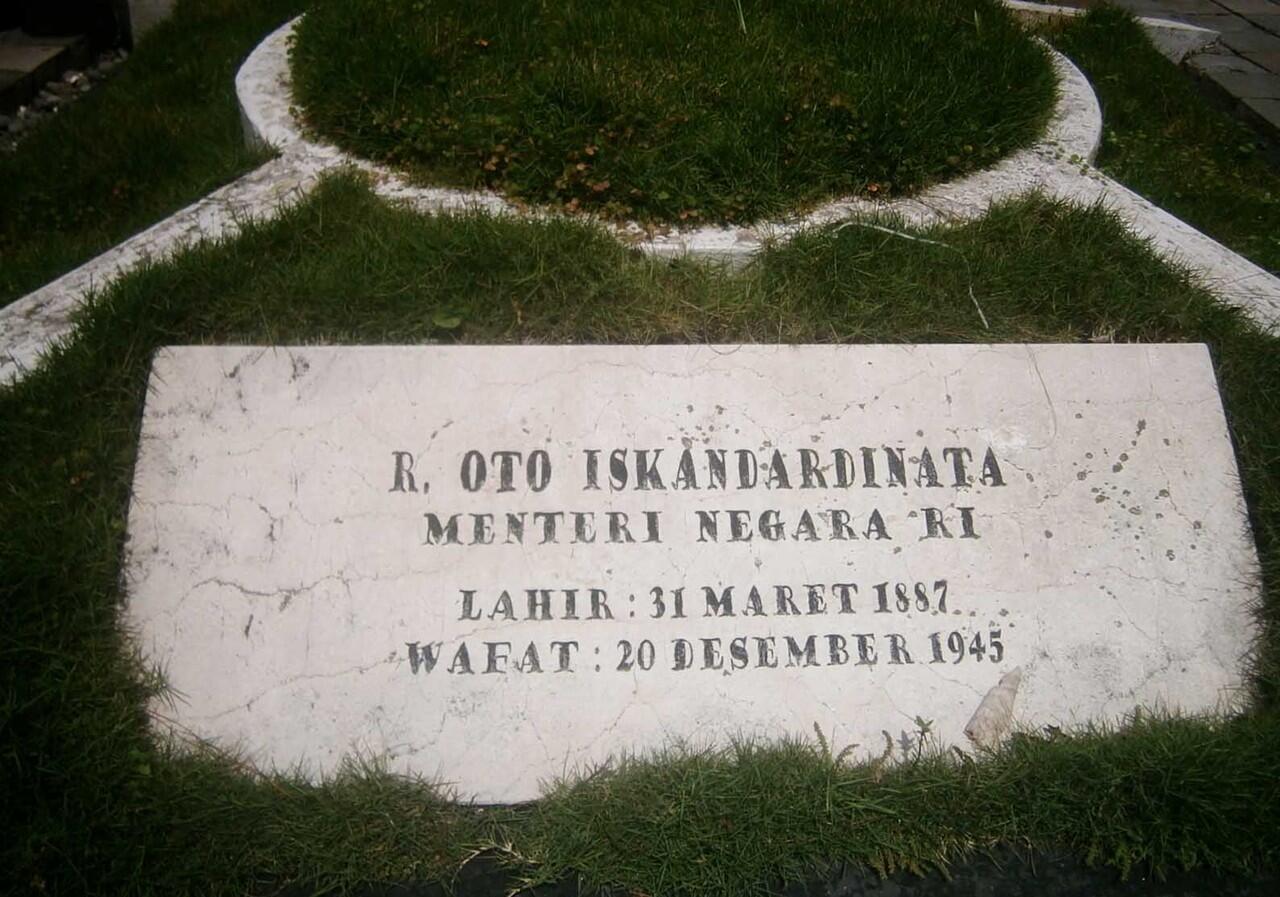 R. OTO ISKANDARDINATA
MENTERI NEGARA RI
LAHIR : 31 MARET 1887
WAFAT : 20 DESEMBER 1945